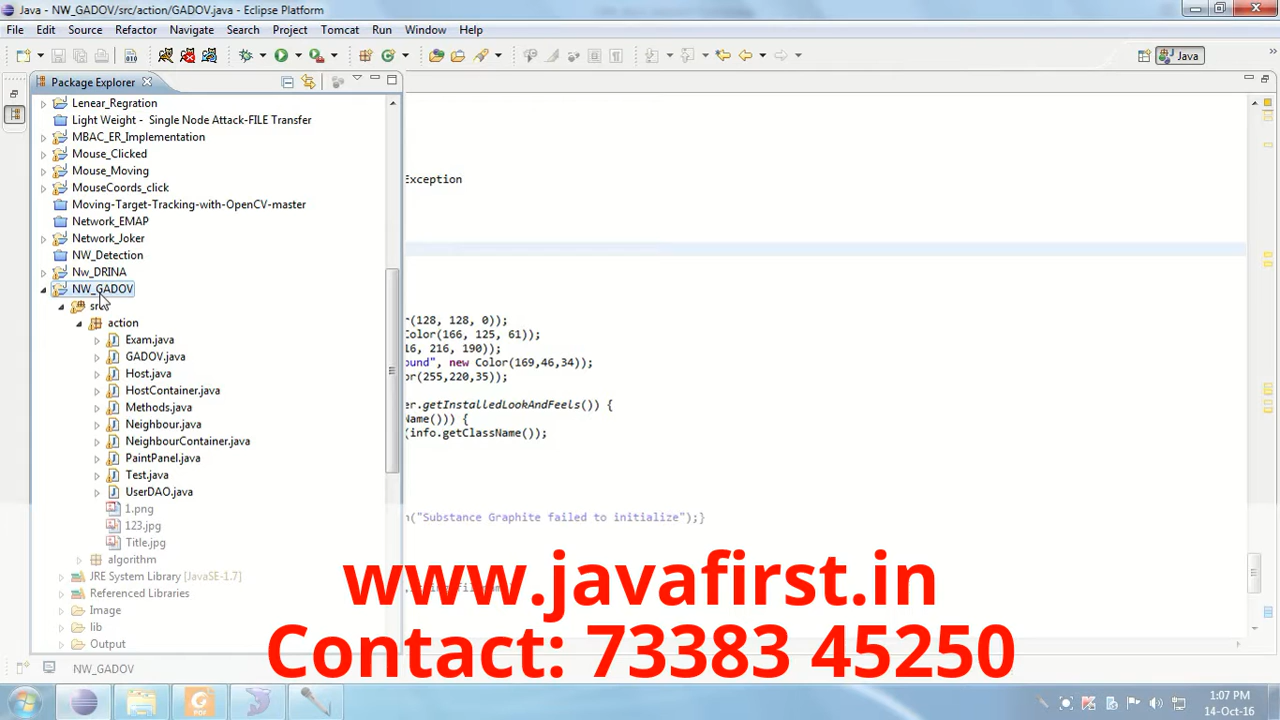 Java - NW_GADOV/src/action/GADOV.java - Eclipse Platform
File Edit Source Refactor Navigate Search Project Tomcat Run Window Help
Java
Package Explorer
Lenear_Regration
Light Weight - Single Node Attack-FILE Transfer
MBAC_ER_Implementation
Mouse_Clicked
Mouse_Moving
MouseCoords_click
Moving-Target-Tracking-with-OpenCV-master
Network_EMAP
Network_Joker
NW_Detection
Nw_DRINA
NW_GADOV
src
action
Exam.java
GADOV.java
Host.java
HostContainer.java
Methods.java
Neighbour.java
NeighbourContainer.java
PaintPanel.java
Test.java
UserDAO.java
1.png
123.jpg
Title.jpg
algorithm
JRE System Library [JavaSE-1.7]
Referenced Libraries
Image
lib
Output
Exception
r(128, 128, 0));
Color(166, 125, 61));
16, 216, 190));
ound", new Color(169,46,34));
or(255,220,35));
er.getInstalledLookAndFeels()) {
Name())) {
(info.getClassName());
n("Substance Graphite failed to initialize");}
www.javafirst.in
Contact: 73383 45250
NW_GADOV
1:07 PM
14-Oct-16